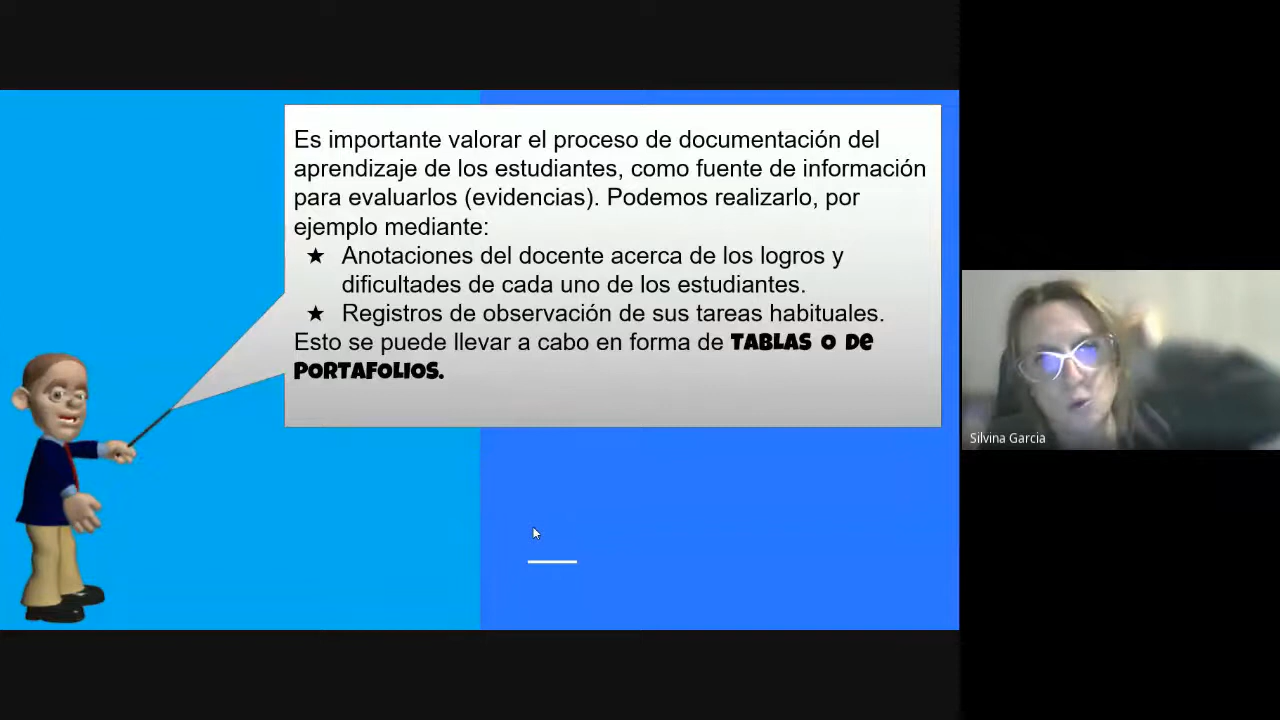 Es importante valorar el proceso de documentación del
aprendizaje de los estudiantes, como fuente de información
para evaluarlos (evidencias). Podemos realizarlo, por
ejemplo mediante:
★ Anotaciones del docente acerca de los logros y
dificultades de cada uno de los estudiantes.
★ Registros de observación de sus tareas habituales.
Esto se puede llevar a cabo en forma de TABLAS O DE
PORTAFOLIOS.
Silvina Garcia